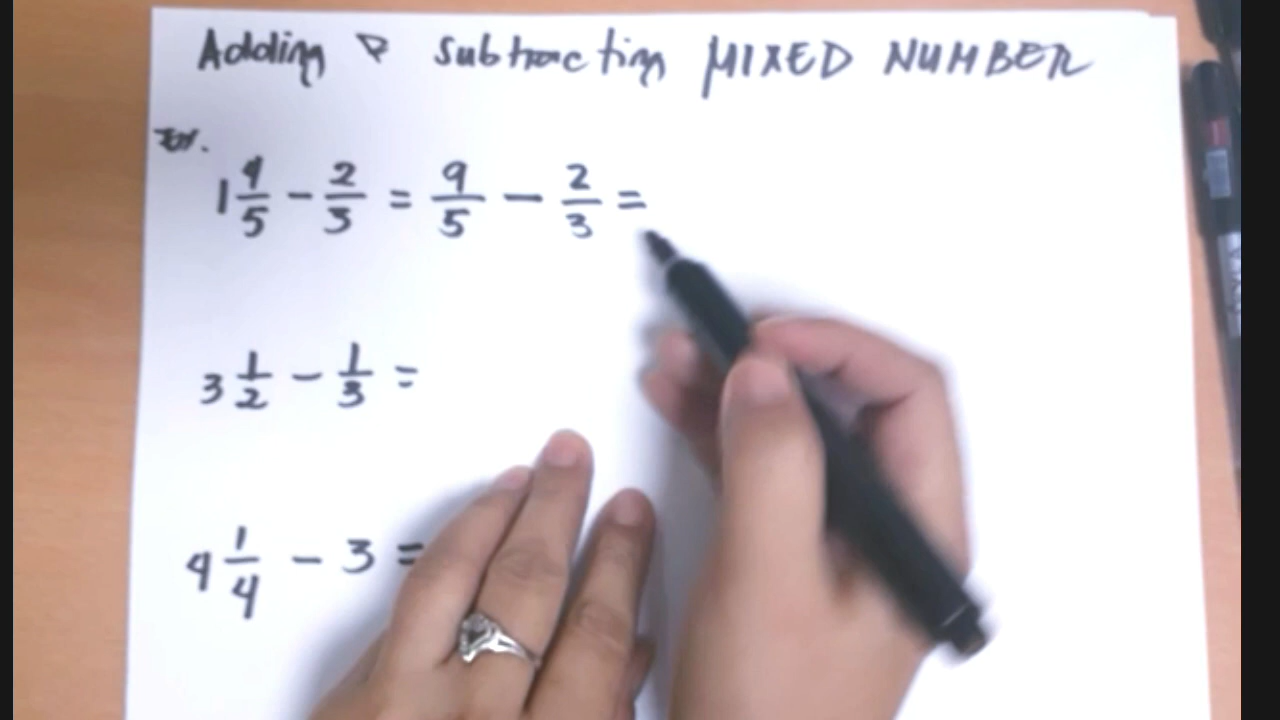 Adding & Subtracting MIXED NUMBER
Ex.
1 4/5 - 2/3 = 9/5 - 2/3 =
3 1/2 - 1/3 =
4 1/4 - 3 =